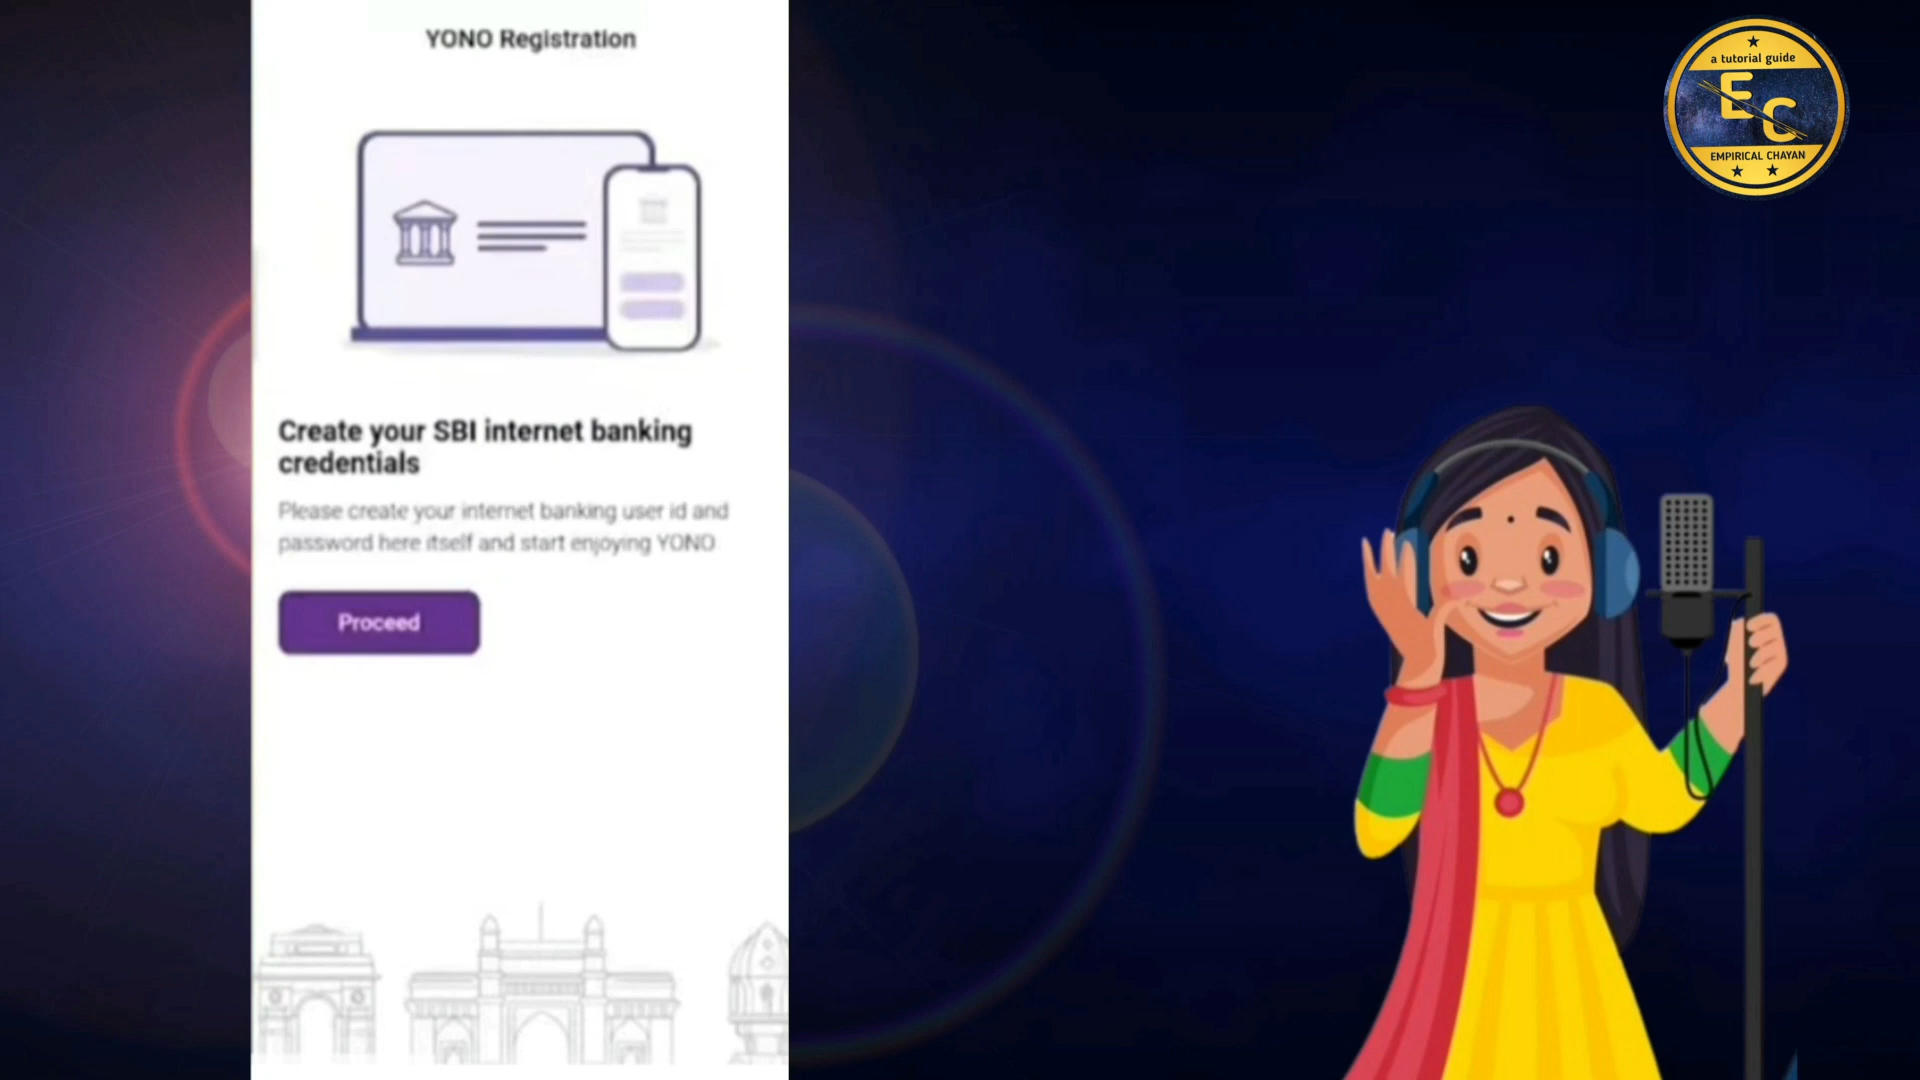 YONO Registration
Create your SBI internet banking
credentials
Please create your internet banking user id and
password here itself and start enjoying YONO
Proceed
a tutorial guide
EC
EMPIRICAL CHAYAN